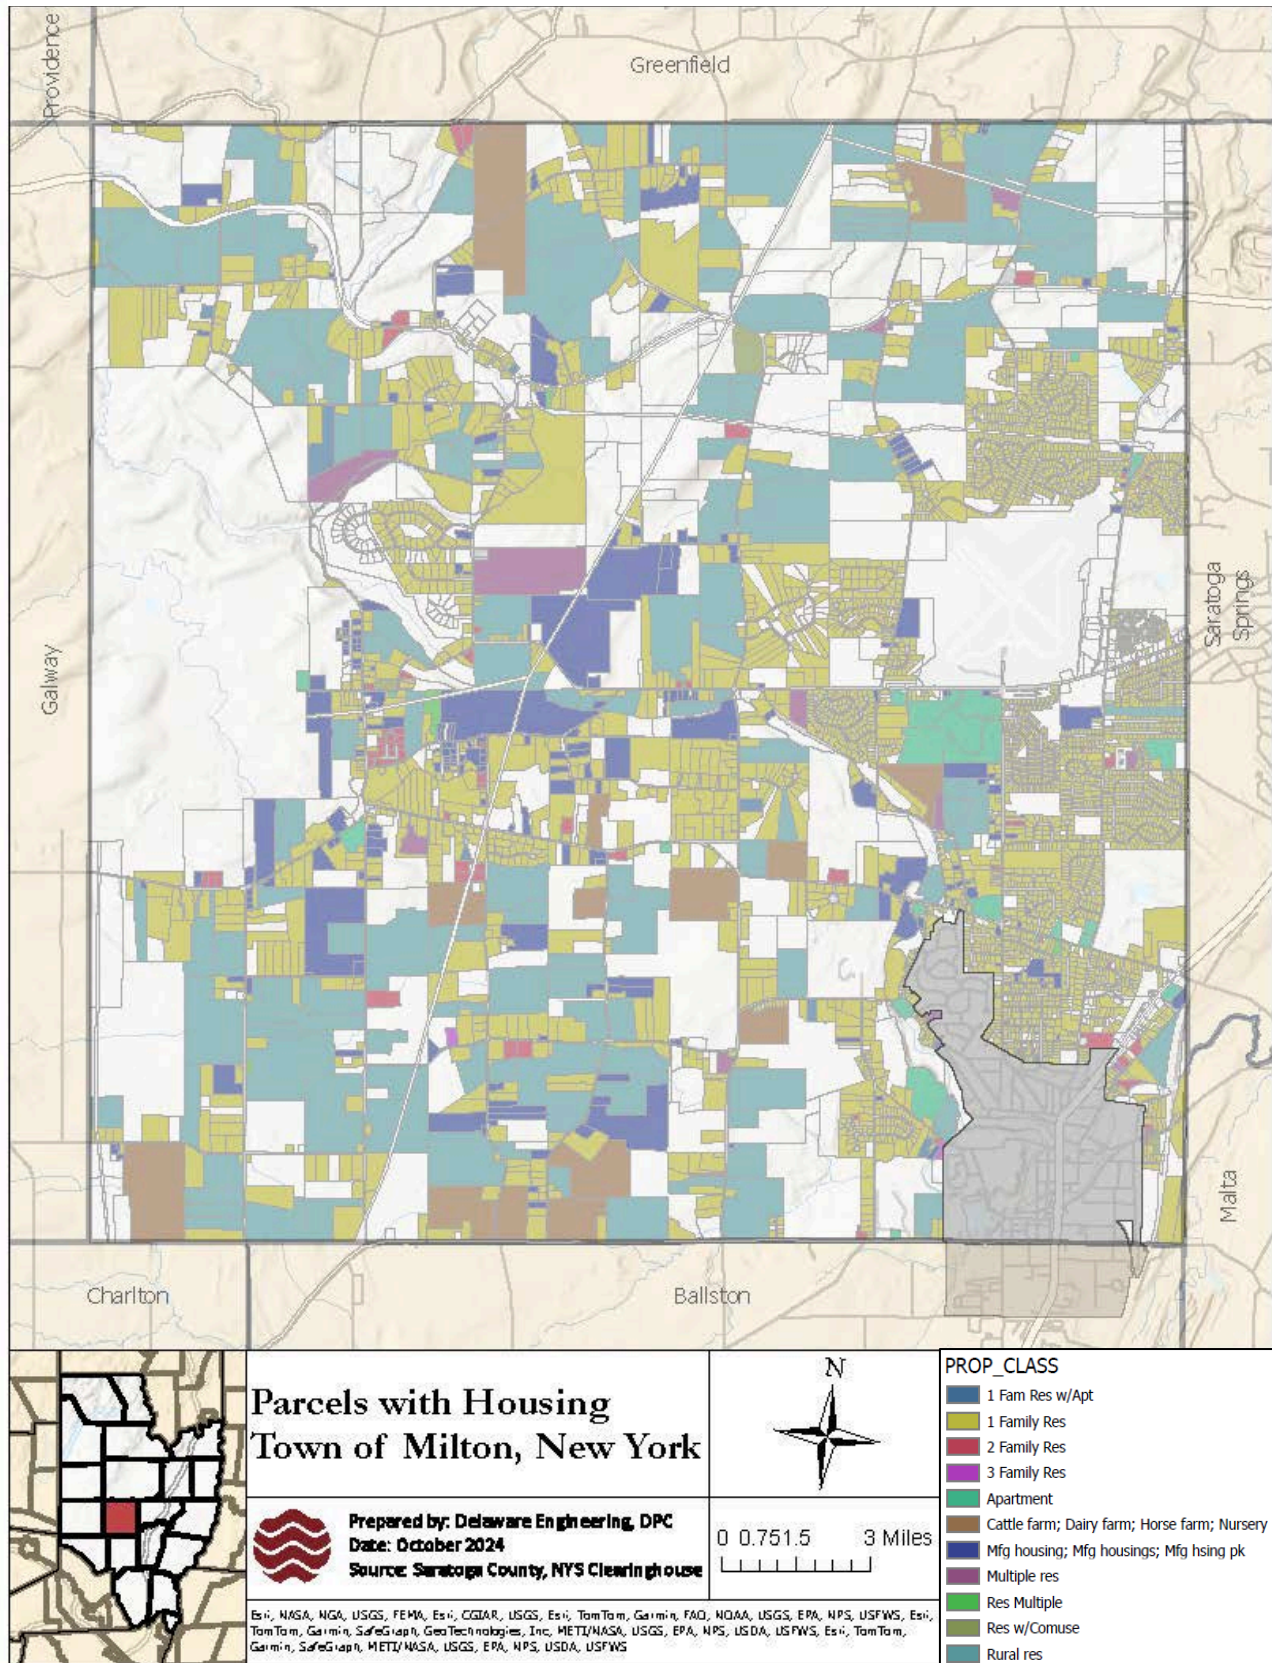 Providence
Greenfield
Galway
Saratoga
Springs
Malta
Charlton
Ballston
Parcels with Housing
Town of Milton, New York
N
Prepared by: Delaware Engineering, DPC
Date: October 2024
Source: Saratoga County, NYS Clearinghouse
0 0.751.5 3 Miles
Esri, NASA, NGA, USGS, FEMA, Esri, CGIAR, USGS, Esri, TomTom, Garmin, FAO, NOAA, USGS, EPA, NPS, USFWS, Esri,
TomTom, Garmin, SafeGraph, GeoTechnologies, Inc, METI/NASA, USGS, EPA, NPS, USDA, USFWS, Esri, TomTom,
Garmin, SafeGraph, METI/NASA, USGS, EPA, NPS, USDA, USFWS
PROP_CLASS
1 Fam Res w/Apt
1 Family Res
2 Family Res
3 Family Res
Apartment
Cattle farm; Dairy farm; Horse farm; Nursery
Mfg housing; Mfg housings; Mfg hsing pk
Multiple res
Res Multiple
Res w/Comuse
Rural res